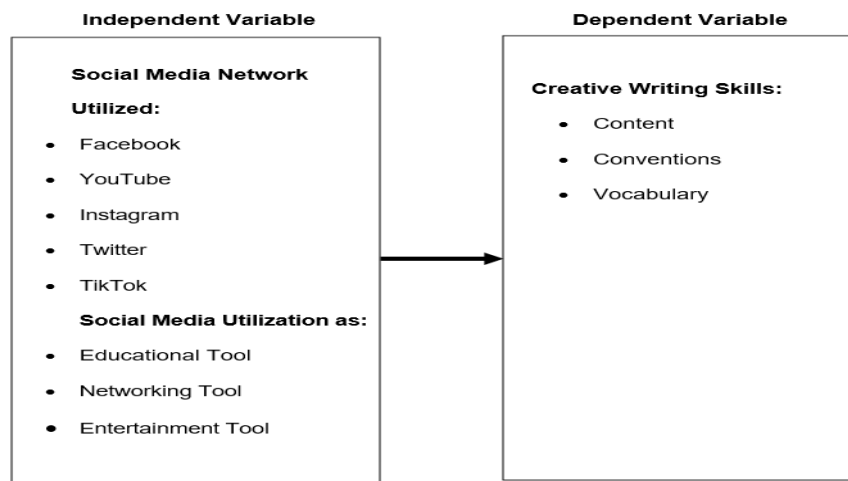 Independent Variable
Social Media Network
Utilized:
• Facebook
• YouTube
• Instagram
• Twitter
• TikTok
Social Media Utilization as:
• Educational Tool
• Networking Tool
• Entertainment Tool
Dependent Variable
Creative Writing Skills:
• Content
• Conventions
• Vocabulary